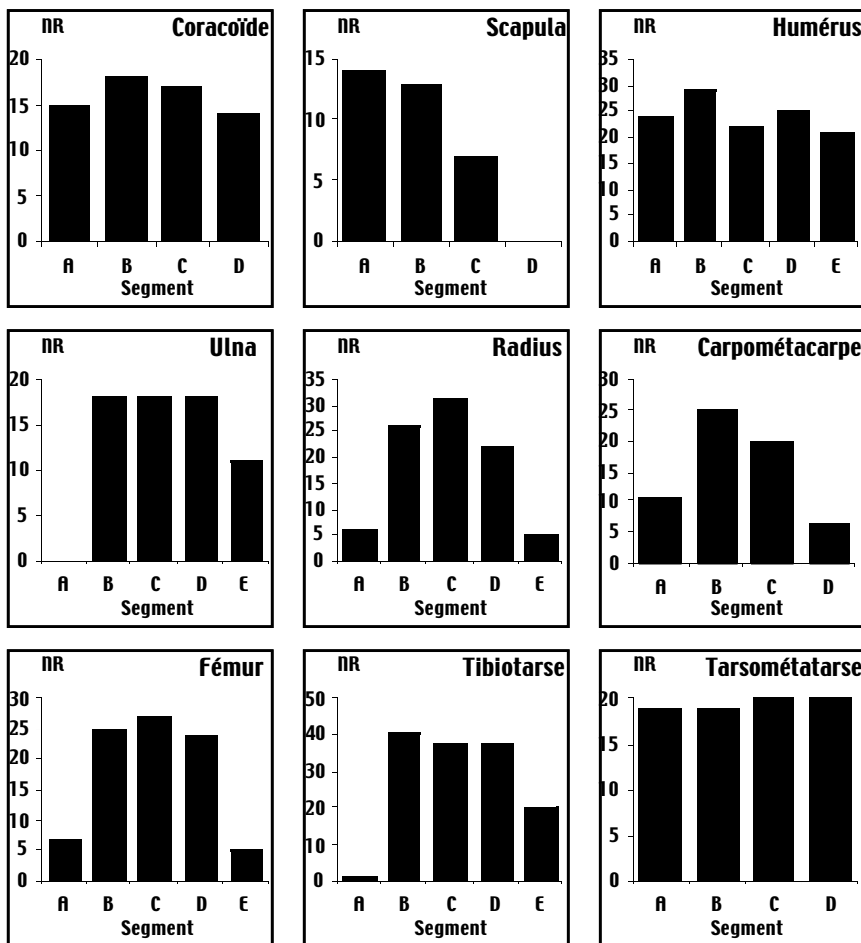 NR Coracoïde
20
15
10
5
0
A B C D
Segment
NR Scapula
15
10
5
0
A B C D
Segment
NR Humérus
35
30
25
20
15
10
5
0
A B C D E
Segment
NR Ulna
20
15
10
5
0
A B C D E
Segment
NR Radius
35
30
25
20
15
10
5
0
A B C D E
Segment
NR Carpométacarpe
30
25
20
15
10
5
0
A B C D
Segment
NR Fémur
30
25
20
15
10
5
0
A B C D E
Segment
NR Tibiotarse
50
40
30
20
10
0
A B C D E
Segment
NR Tarsométatarse
20
15
10
5
0
A B C D
Segment